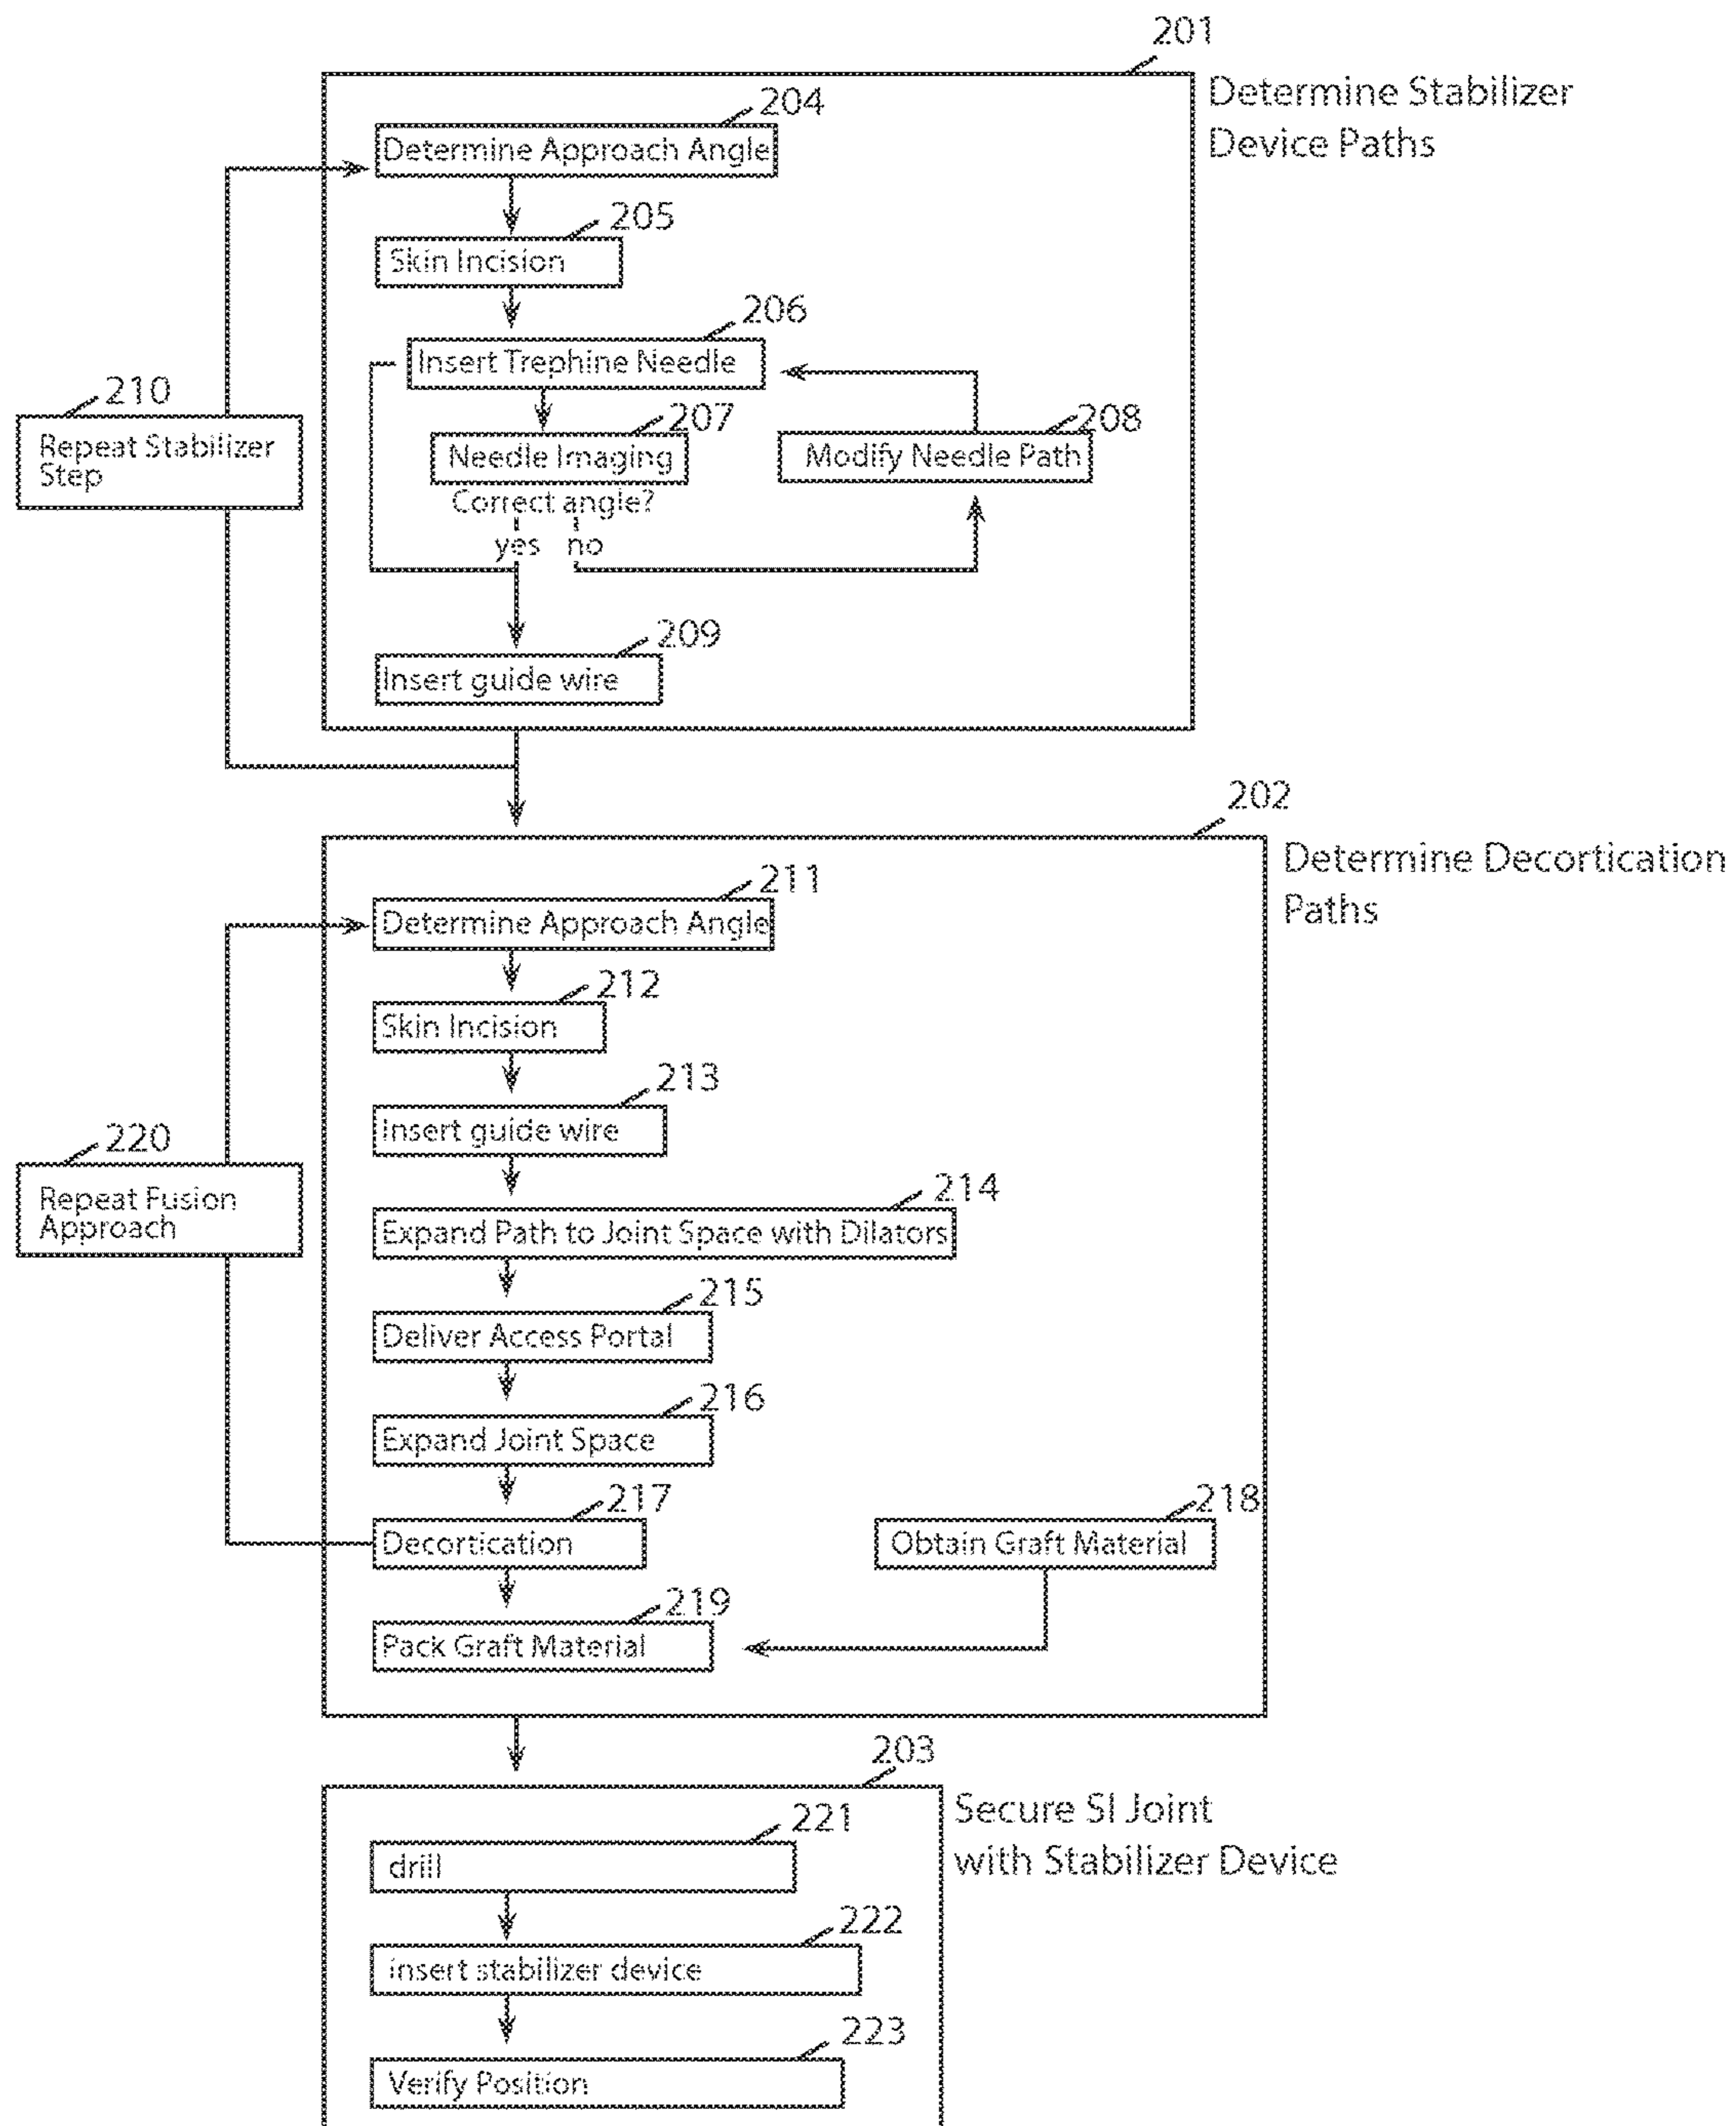 201
Determine Stabilizer
Device Paths
204
Determine Approach Angle
205
Skin Incision
206
Insert Trephine Needle
210
Repeat Stabilizer
Step
207
Needle Imaging
208
Modify Needle Path
Correct angle?
yes no
209
Insert guide wire
202
Determine Decortication
Paths
211
Determine Approach Angle
212
Skin Incision
213
Insert guide wire
220
Repeat Fusion
Approach
214
Expand Path to Joint Space with Dilators
215
Deliver Access Portal
216
Expand Joint Space
217
Decortication
218
Obtain Graft Material
219
Pack Graft Material
203
Secure SI Joint
with Stabilizer Device
221
drill
222
insert stabilizer device
223
Verify Position